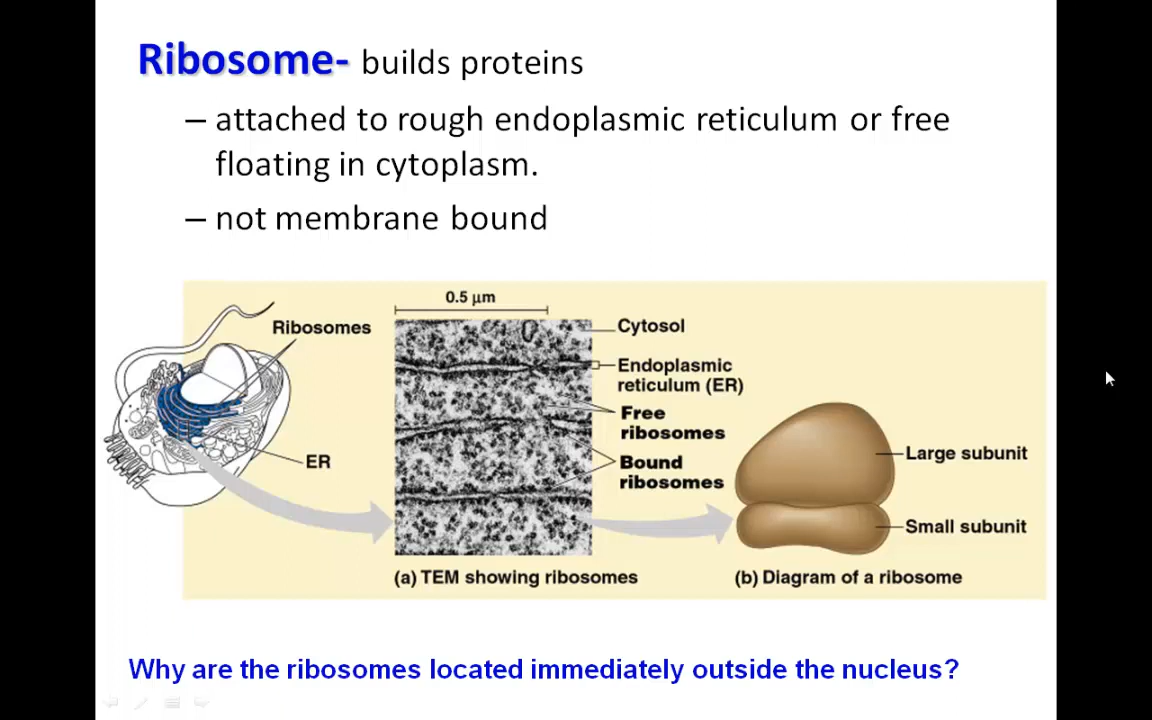 Ribosome- builds proteins
– attached to rough endoplasmic reticulum or free
floating in cytoplasm.
– not membrane bound
0.5 μm
Ribosomes
ER
Cytosol
Endoplasmic
reticulum (ER)
Free
ribosomes
Bound
ribosomes
Large subunit
Small subunit
(a) TEM showing ribosomes
(b) Diagram of a ribosome
Why are the ribosomes located immediately outside the nucleus?